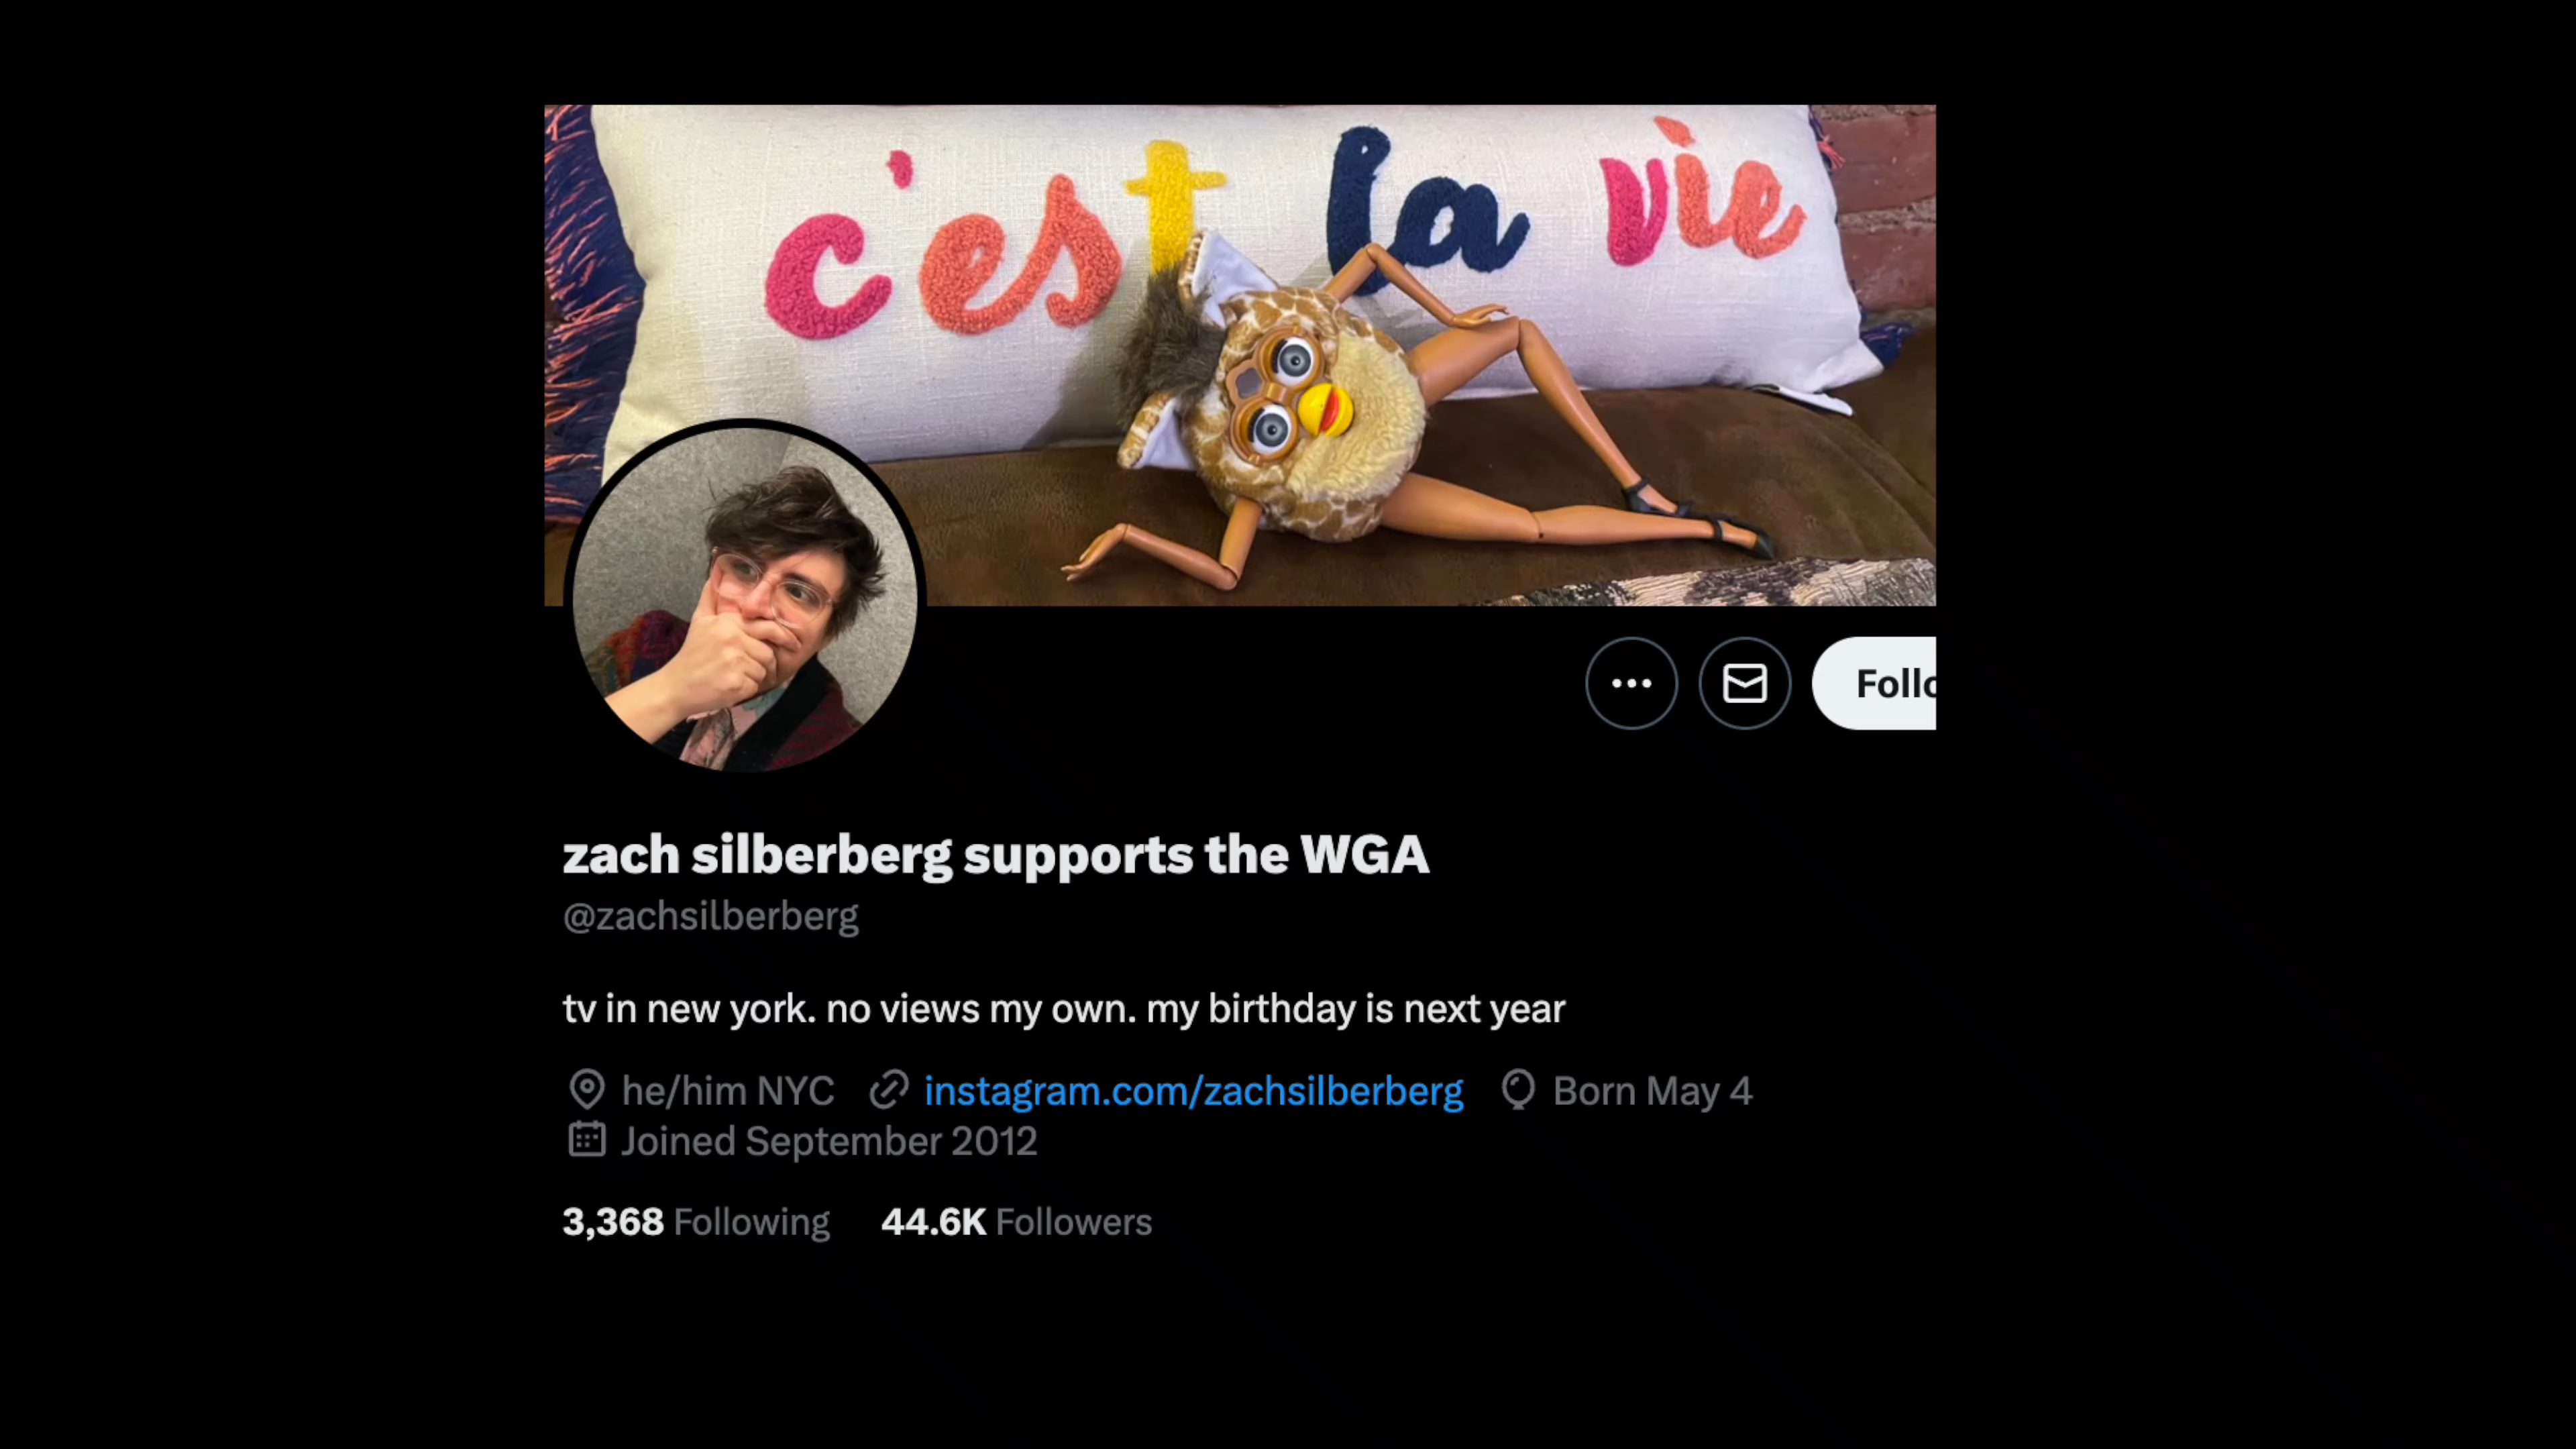 c'est la vie
Follo
zach silberberg supports the WGA
@zachsilberberg
tv in new york. no views my own. my birthday is next year
he/him NYC instagram.com/zachsilberberg Born May 4
Joined September 2012
3,368 Following 44.6K Followers